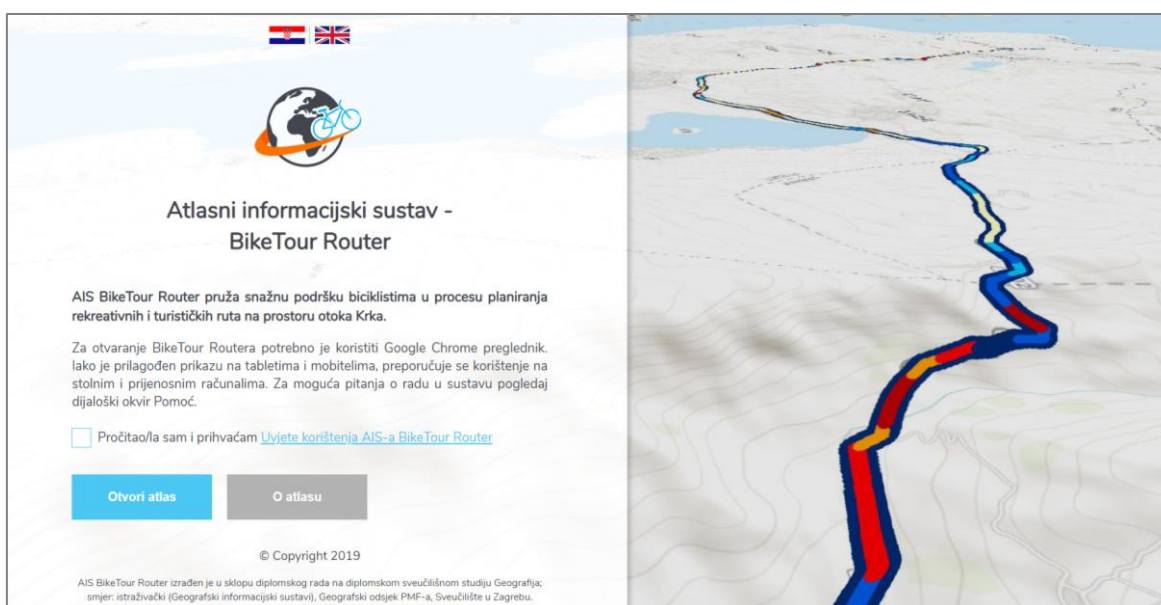 Atlasni informacijski sustav -
BikeTour Router
AIS BikeTour Router pruža snažnu podršku biciklistima u procesu planiranja
rekreativnih i turističkih ruta na prostoru otoka Krka.
Za otvaranje BikeTour Routera potrebno je koristiti Google Chrome preglednik.
Iako je prilagođen prikazu na tabletima i mobitelima, preporučuje se korištenje na
stolnim i prijenosnim računalima. Za moguća pitanja o radu u sustavu pogledaj
dijaloški okvir Pomoć.
Pročitao/la sam i prihvaćam Uvjete korištenja AIS-a BikeTour Router
Otvori atlas
O atlasu
© Copyright 2019
AIS BikeTour Router izrađen je u sklopu diplomskog rada na diplomskom sveučilišnom studiju Geografija;
smjer: istraživački (Geografski informacijski sustavi), Geografski odsjek PMF-a, Sveučilište u Zagrebu.